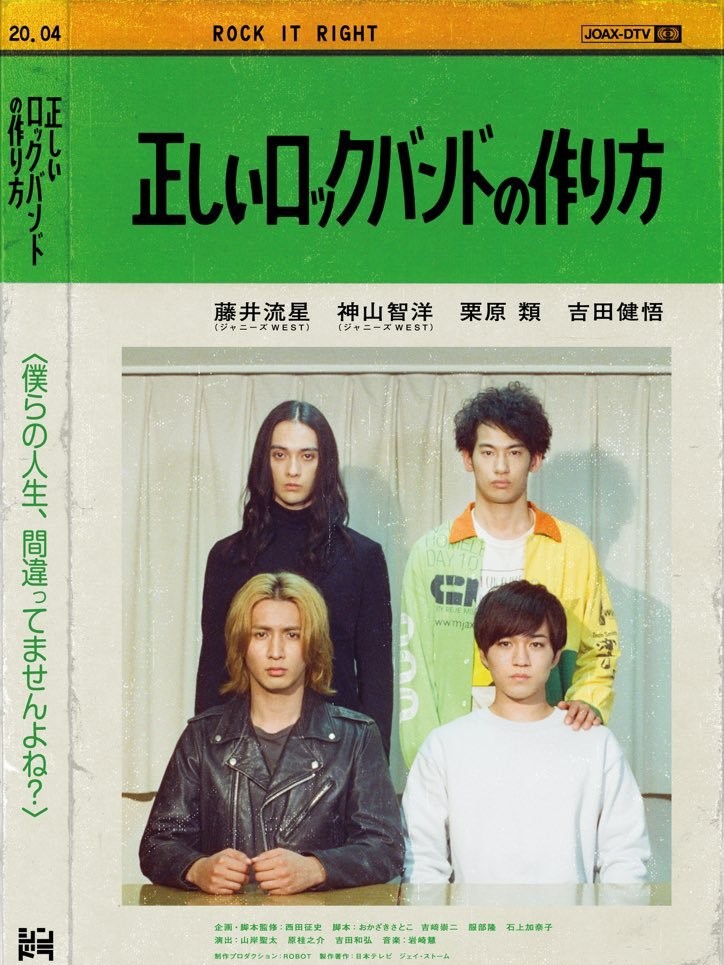 20.04
ROCK IT RIGHT
JOAX-DTV
正しい
ロックバンド
の作り方
正しいロックバンドの作り方
藤井流星 神山智洋 栗原 類 吉田健悟
(ジャニーズWEST) (ジャニーズWEST)
〈僕らの人生、間違ってませんよね?〉
HOMELA
DAY TO
www.mjax
企画・脚本監修:西田征史 脚本:おかざきさとこ 吉﨑崇二 服部隆 石上加奈子
演出:山岸聖太 原桂之介 吉田和弘 音楽:岩崎慧
制作プロダクション:ROBOT 製作著作:日本テレビ ジェイ・ストーム